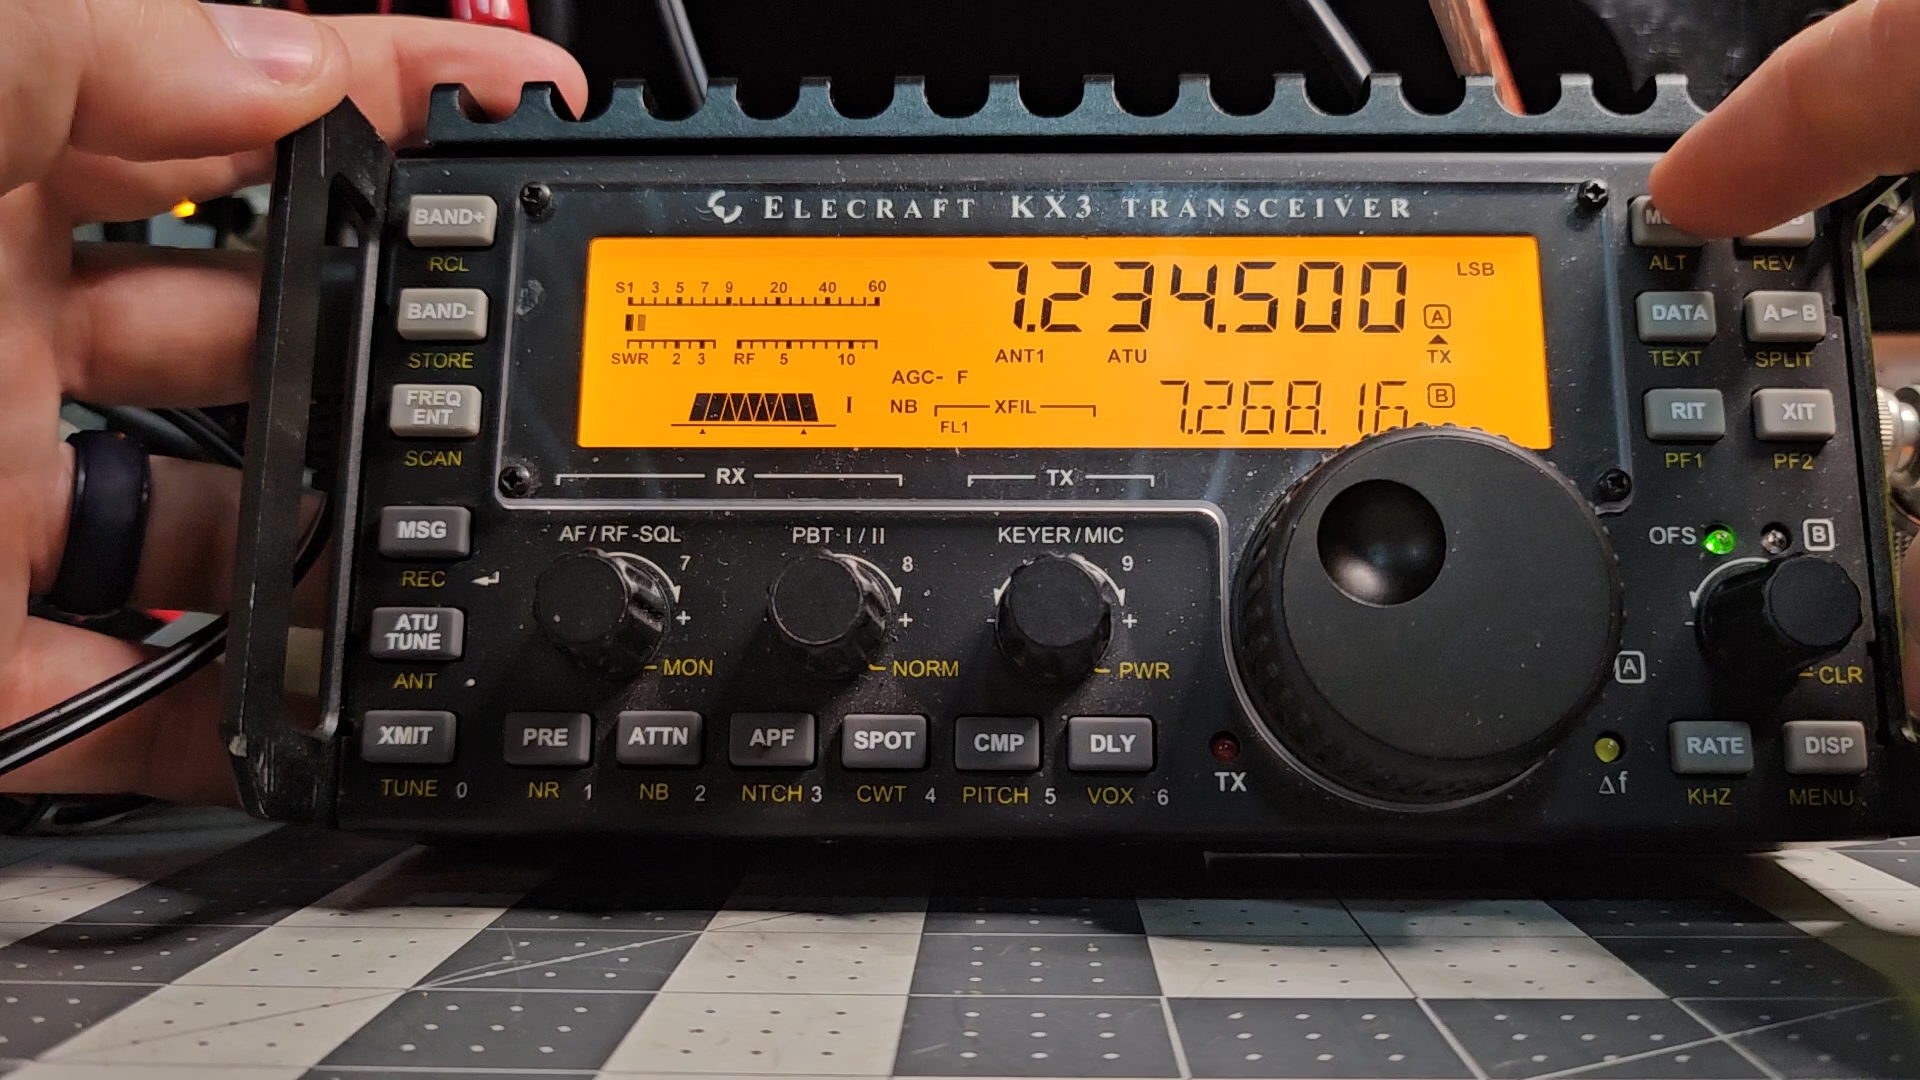 ELECRAFT KX3 TRANSCEIVER
BAND+
RCL
BAND-
STORE
FREQ
ENT
SCAN
MSG
REC
ATU
TUNE
ANT
XMIT
TUNE 0
S1 3 5 7 9 20 40 60
SWR 2 3 RF 5 10
7.234.500
LSB
A
TX
ANT1 ATU
AGC- F
NB XFIL
FL1
I
7.268.16
B
RX
TX
AF/RF-SQL
7
+
MON
PBT I/II
8
+
NORM
KEYER/MIC
9
- +
PWR
PRE
NR 1
ATTN
NB 2
APF
NTCH 3
SPOT
CWT 4
CMP
PITCH 5
DLY
VOX 6
TX
ALT
REV
DATA
TEXT
A►B
SPLIT
RIT
PF1
XIT
PF2
OFS
B
-
A
CLR
Δf
RATE
KHZ
DISP
MENU